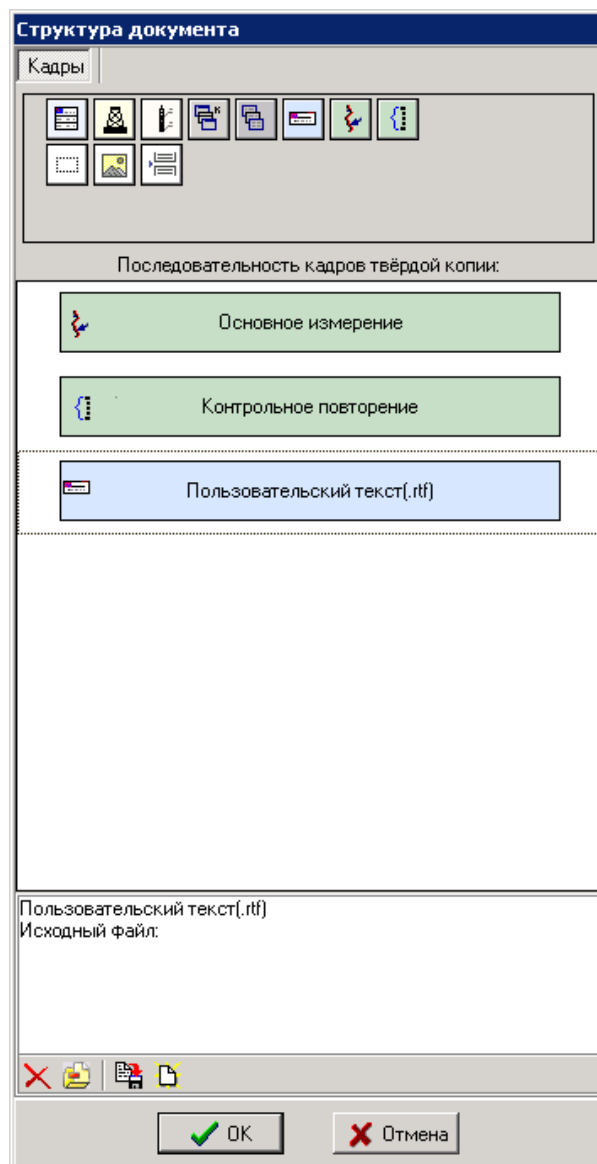 Структура документа
Кадры
Последовательность кадров твёрдой копии:
Основное измерение
Контрольное повторение
Пользовательский текст(.rtf)
Пользовательский текст(.rtf)
Исходный файл:
OK
Отмена